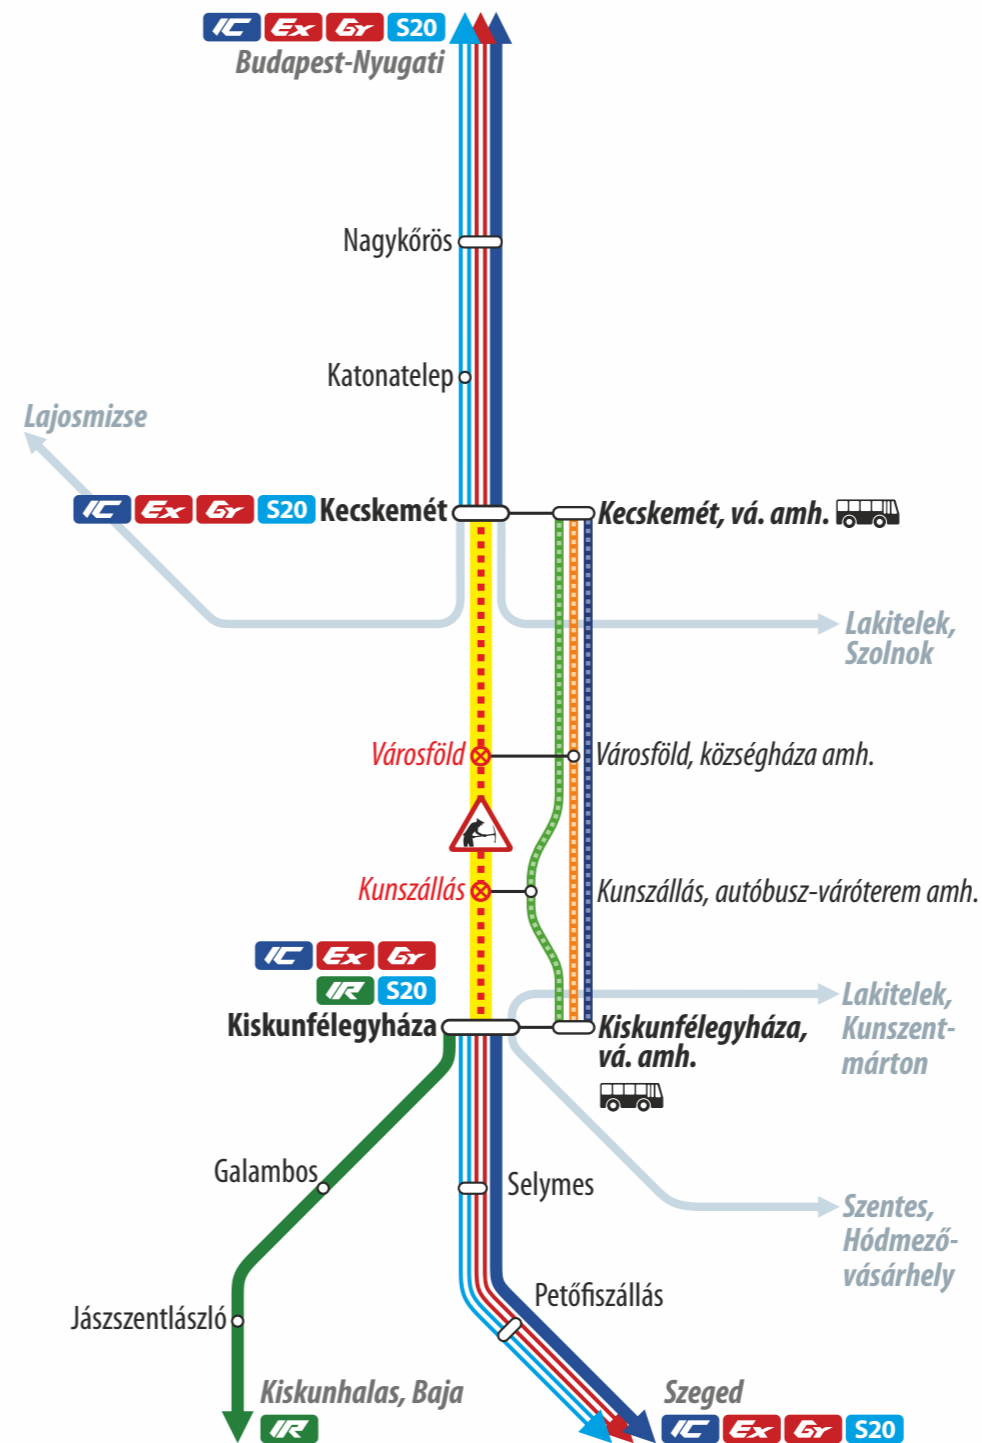 IC Ex Gy S20
Budapest-Nyugati
Nagykőrös
Katonatelep
Lajosmizse
IC Ex Gy S20 Kecskemét
Kecskemét, vá. amh.
Lakitelek,
Szolnok
Városföld
Városföld, községháza amh.
Kunszállás
Kunszállás, autóbusz-váróterem amh.
IC Ex Gy
IR S20
Kiskunfélegyháza
Kiskunfélegyháza,
vá. amh.
Lakitelek,
Kunszent-
márton
Galambos
Selymes
Szentes,
Hódmező-
vásárhely
Petőfiszállás
Jászszentlászló
Kiskunhalas, Baja
IR
Szeged
IC Ex Gy S20